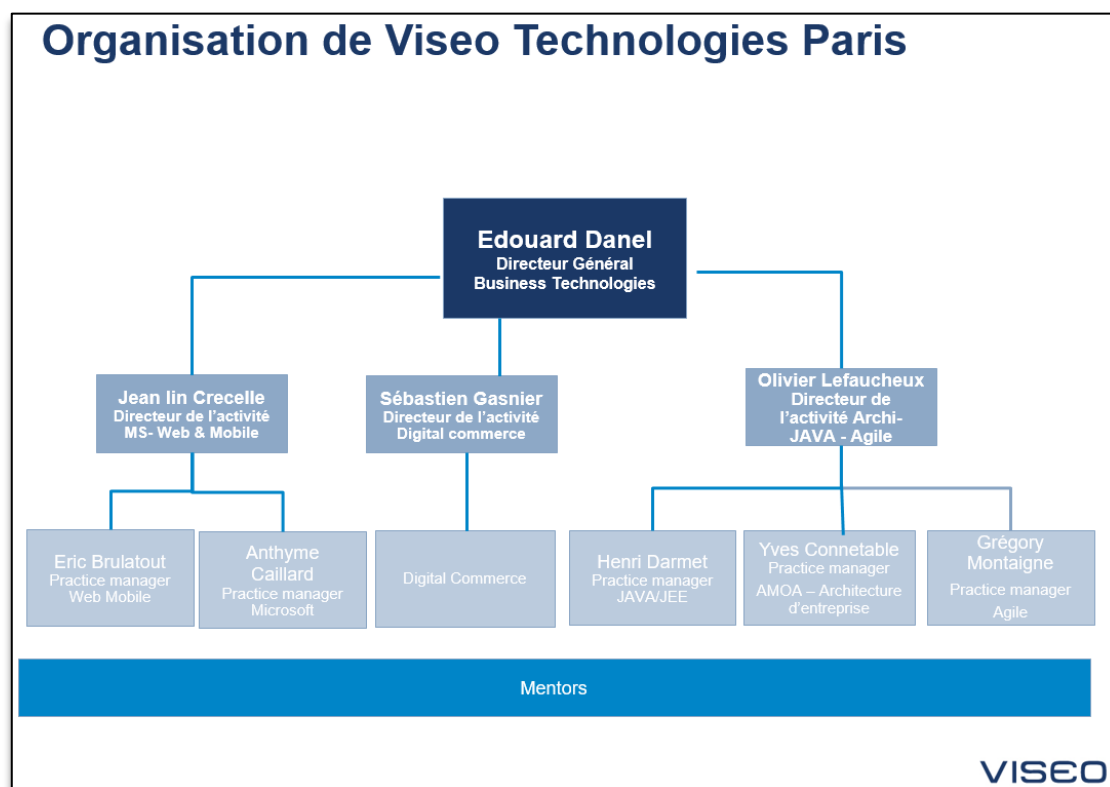 Organisation de Viseo Technologies Paris
Edouard Danel
Directeur Général
Business Technologies
Jean lin Crecelle
Directeur de l’activité
MS- Web & Mobile
Sébastien Gasnier
Directeur de l’activité
Digital commerce
Olivier Lefaucheux
Directeur de
l’activité Archi-
JAVA - Agile
Eric Brulatout
Practice manager
Web Mobile
Anthyme
Caillard
Practice manager
Microsoft
Digital Commerce
Henri Darmet
Practice manager
JAVA/JEE
Yves Connetable
Practice manager
AMOA – Architecture
d’entreprise
Grégory
Montaigne
Practice manager
Agile
Mentors
VISEO